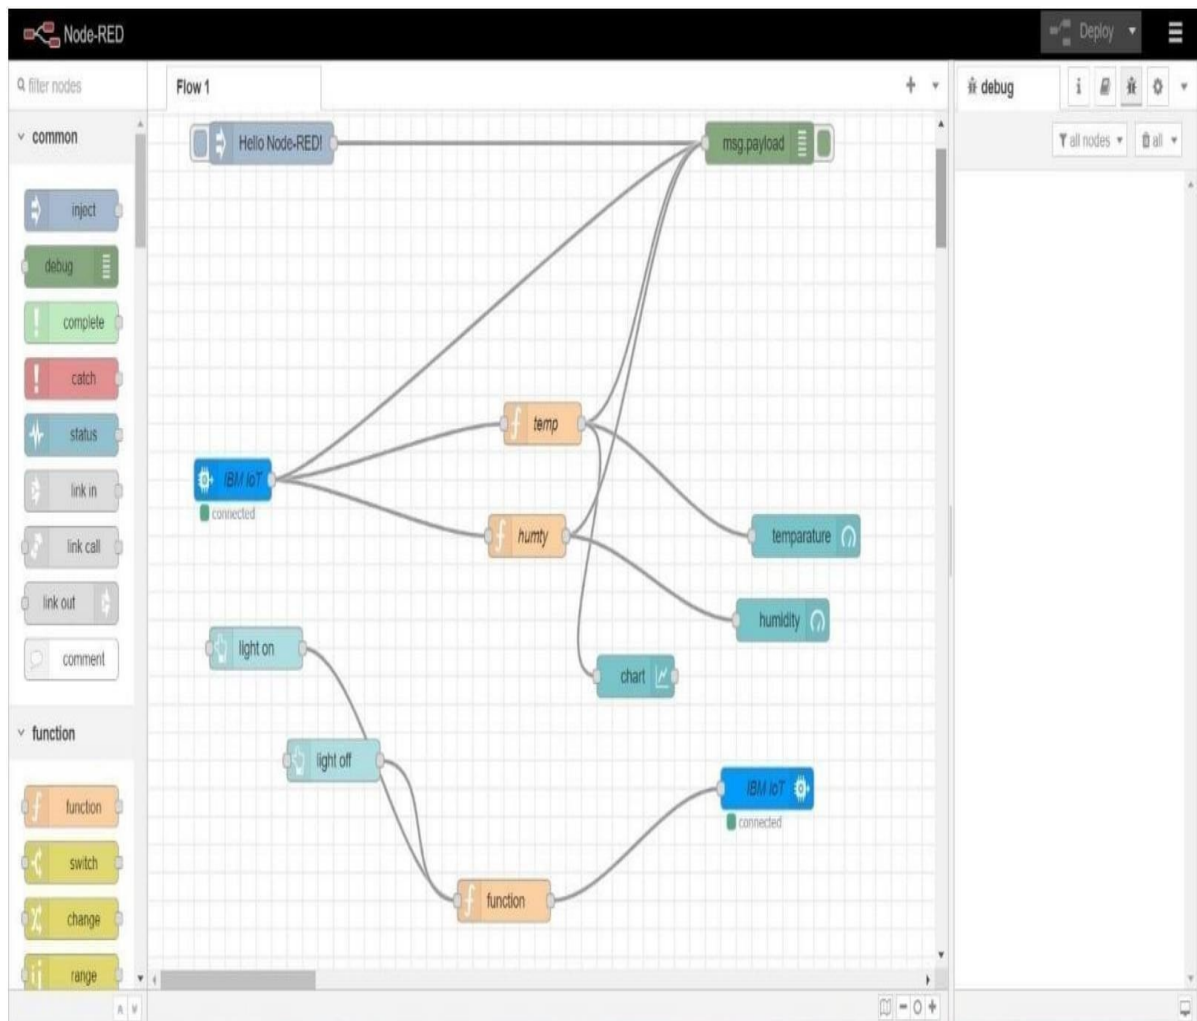 Node-RED
Deploy
filter nodes
Flow 1
debug
i
all nodes
all
common
inject
debug
complete
catch
status
link in
link call
link out
comment
function
function
switch
change
range
Hello Node-RED!
msg.payload
temp
IBM IoT
connected
humty
temparature
humidity
light on
chart
light off
IBM IoT
connected
function